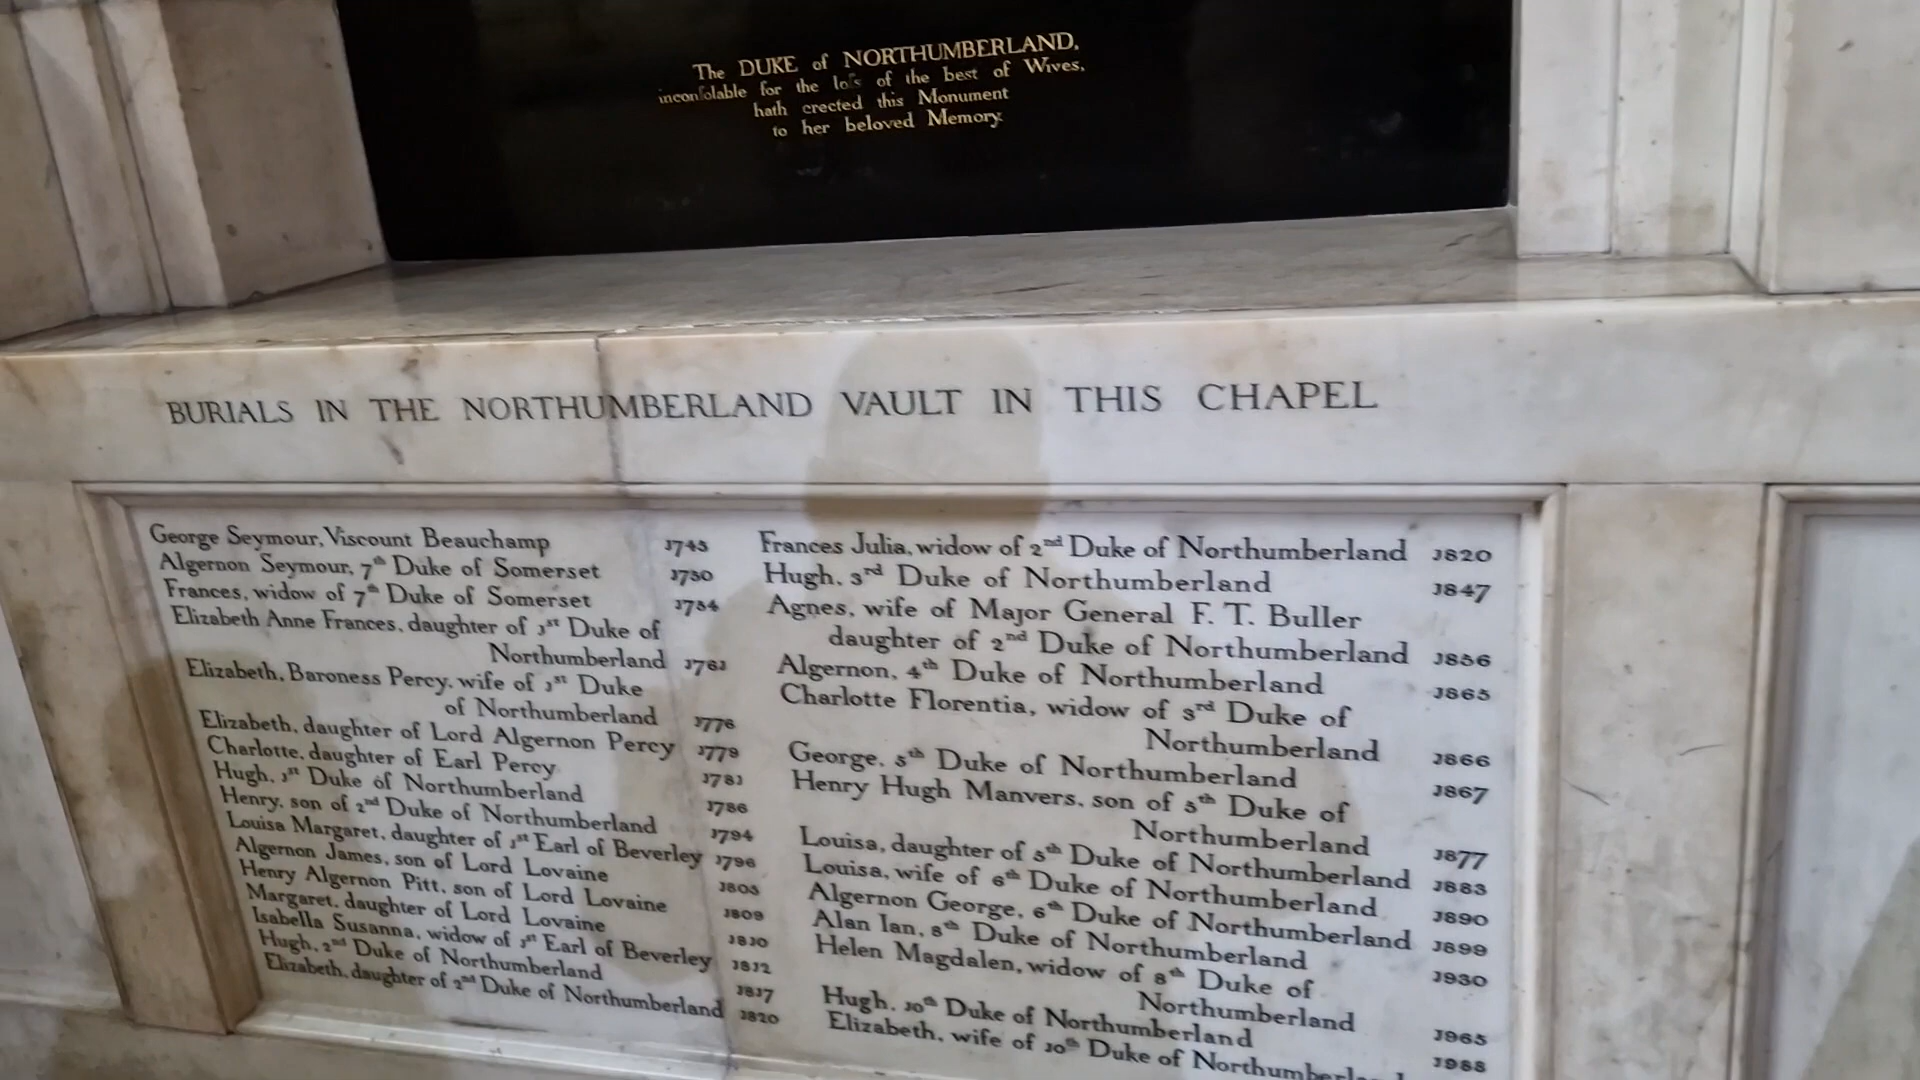 The DUKE of NORTHUMBERLAND,
inconſolable for the loſs of the best of Wives,
hath erected this Monument
to her beloved Memory.
BURIALS IN THE NORTHUMBERLAND VAULT IN THIS CHAPEL
George Seymour, Viscount Beauchamp 1745
Algernon Seymour, 7th Duke of Somerset 1750
Frances, widow of 7th Duke of Somerset 1754
Elizabeth Anne Frances, daughter of 1st Duke of
Northumberland 1761
Elizabeth, Baroness Percy, wife of 1st Duke
of Northumberland 1776
Elizabeth, daughter of Lord Algernon Percy 1779
Charlotte, daughter of Earl Percy 1781
Hugh, 1st Duke of Northumberland 1786
Henry, son of 2nd Duke of Northumberland 1794
Louisa Margaret, daughter of 1st Earl of Beverley 1796
Algernon James, son of Lord Lovaine 1805
Henry Algernon Pitt, son of Lord Lovaine 1809
Margaret, daughter of Lord Lovaine 1810
Isabella Susanna, widow of 1st Earl of Beverley 1812
Hugh, 2nd Duke of Northumberland 1817
Elizabeth, daughter of 2nd Duke of Northumberland 1820
Frances Julia, widow of 2nd Duke of Northumberland 1820
Hugh, 3rd Duke of Northumberland 1847
Agnes, wife of Major General F. T. Buller
daughter of 2nd Duke of Northumberland 1856
Algernon, 4th Duke of Northumberland 1865
Charlotte Florentia, widow of 3rd Duke of
Northumberland 1866
George, 5th Duke of Northumberland 1867
Henry Hugh Manvers, son of 5th Duke of
Northumberland 1877
Louisa, daughter of 5th Duke of Northumberland 1883
Louisa, wife of 6th Duke of Northumberland 1890
Algernon George, 6th Duke of Northumberland 1899
Alan Ian, 8th Duke of Northumberland 1930
Helen Magdalen, widow of 8th Duke of
Northumberland 1965
Hugh, 10th Duke of Northumberland 1988
Elizabeth, wife of 10th Duke of